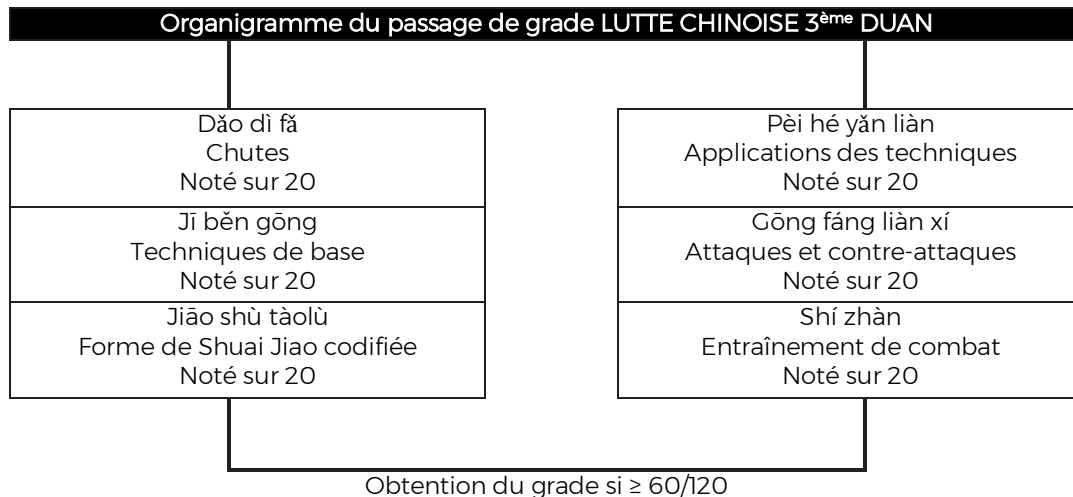 Organigramme du passage de grade LUTTE CHINOISE 3ème DUAN
Dǎo dì fǎ
Chutes
Noté sur 20
Jī běn gōng
Techniques de base
Noté sur 20
Jiāo shù tàolù
Forme de Shuai Jiao codifiée
Noté sur 20
Pèi hé yǎn liàn
Applications des techniques
Noté sur 20
Gōng fáng liàn xí
Attaques et contre-attaques
Noté sur 20
Shí zhàn
Entraînement de combat
Noté sur 20
Obtention du grade si ≥ 60/120